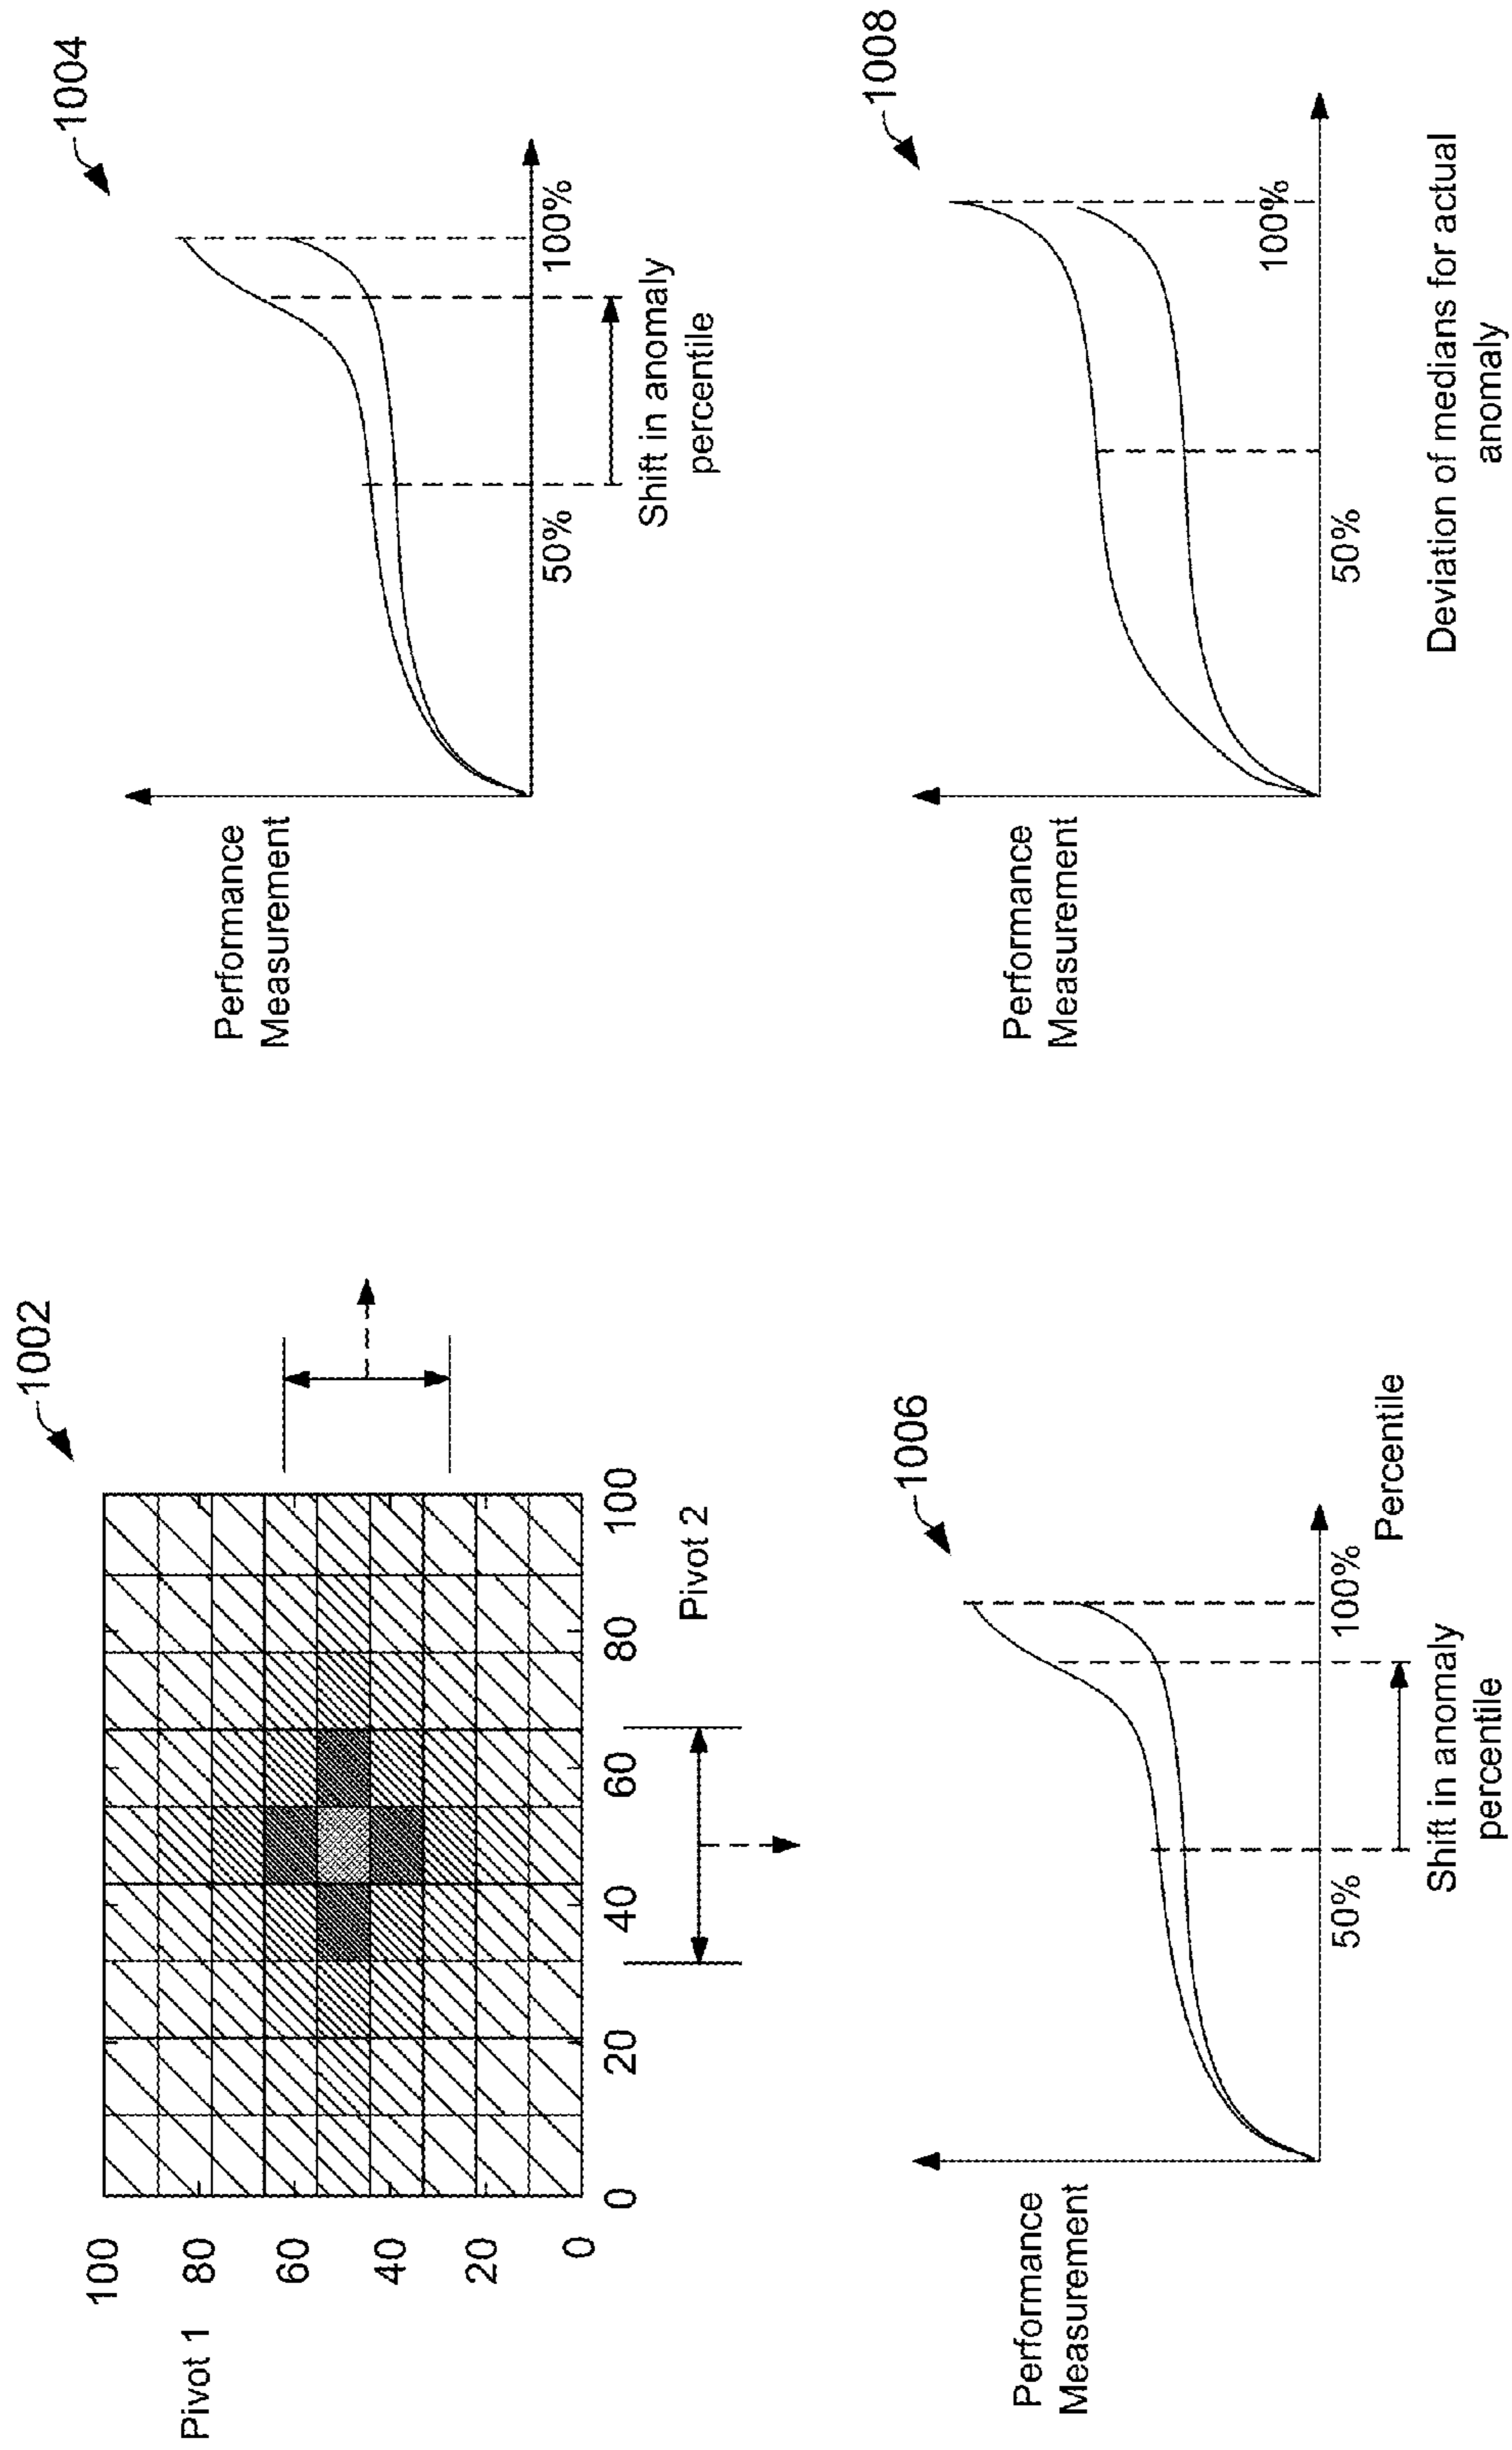 1002
Pivot 1
100
80
60
40
20
0
0
20
40
60
80
100
Pivot 2
1004
Performance
Measurement
50%
100%
Shift in anomaly
percentile
1006
Performance
Measurement
50%
100%
Percentile
Shift in anomaly
percentile
1008
Performance
Measurement
50%
100%
Deviation of medians for actual
anomaly